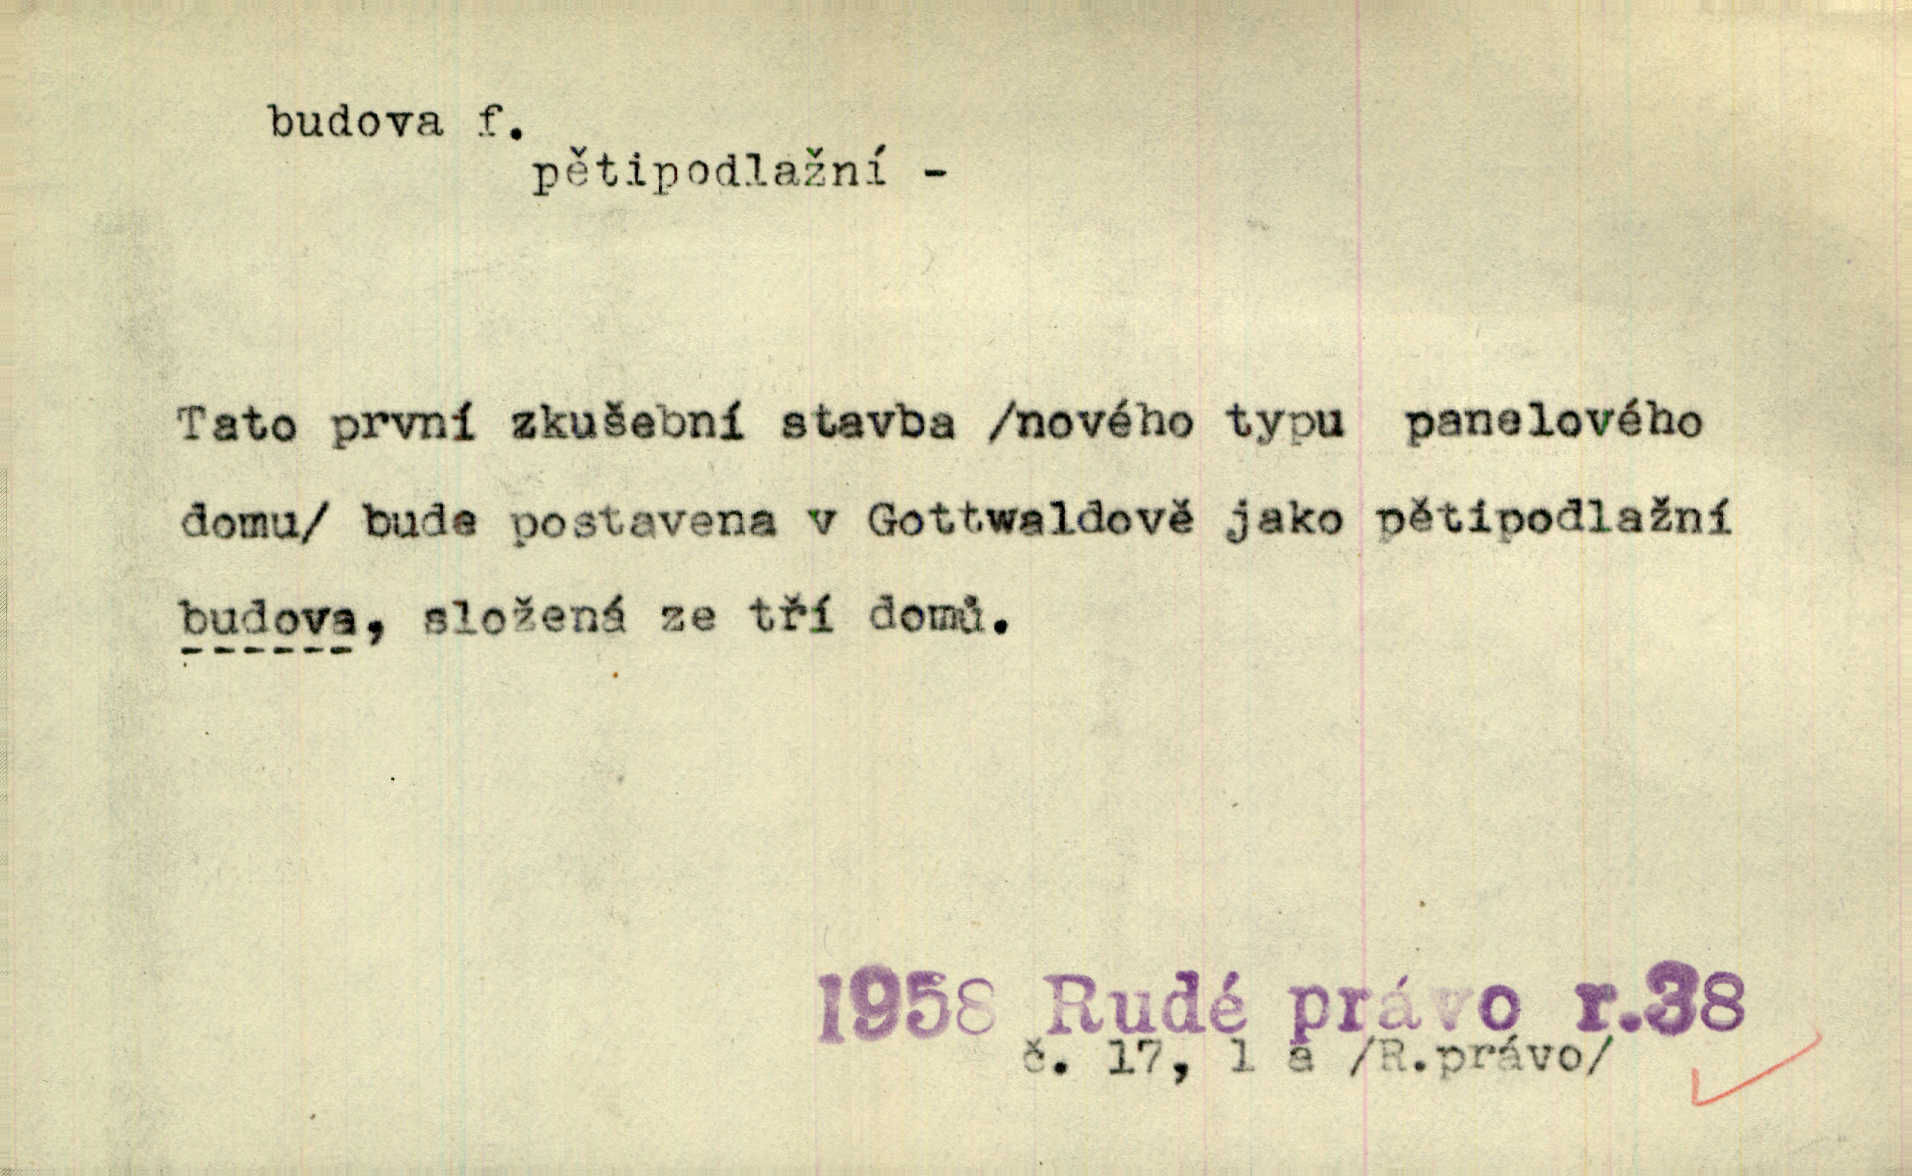 budova f.
pětipodlažní -
Tato první zkušební stavba /nového typu panelového
domu/ bude postavena v Gottwaldově jako pětipodlažní
budova, složená ze tří domů.
1958 Rudé právo r.38
č. 17, 1 a /R.právo/